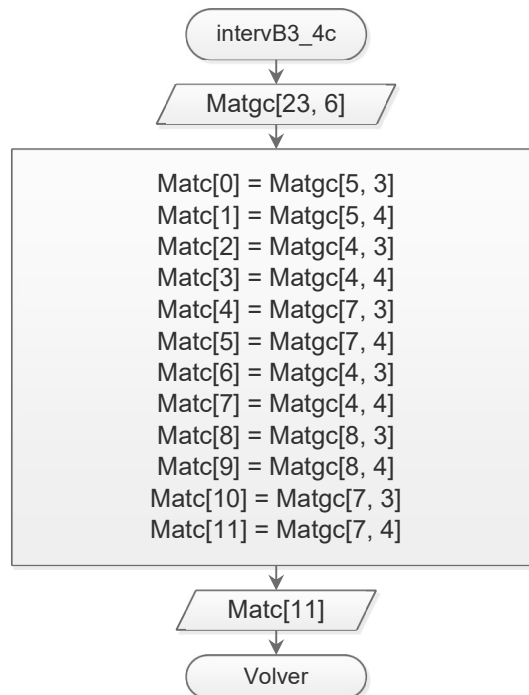 intervB3_4c
Matgc[23, 6]
Matc[0] = Matgc[5, 3]
Matc[1] = Matgc[5, 4]
Matc[2] = Matgc[4, 3]
Matc[3] = Matgc[4, 4]
Matc[4] = Matgc[7, 3]
Matc[5] = Matgc[7, 4]
Matc[6] = Matgc[4, 3]
Matc[7] = Matgc[4, 4]
Matc[8] = Matgc[8, 3]
Matc[9] = Matgc[8, 4]
Matc[10] = Matgc[7, 3]
Matc[11] = Matgc[7, 4]
Matc[11]
Volver